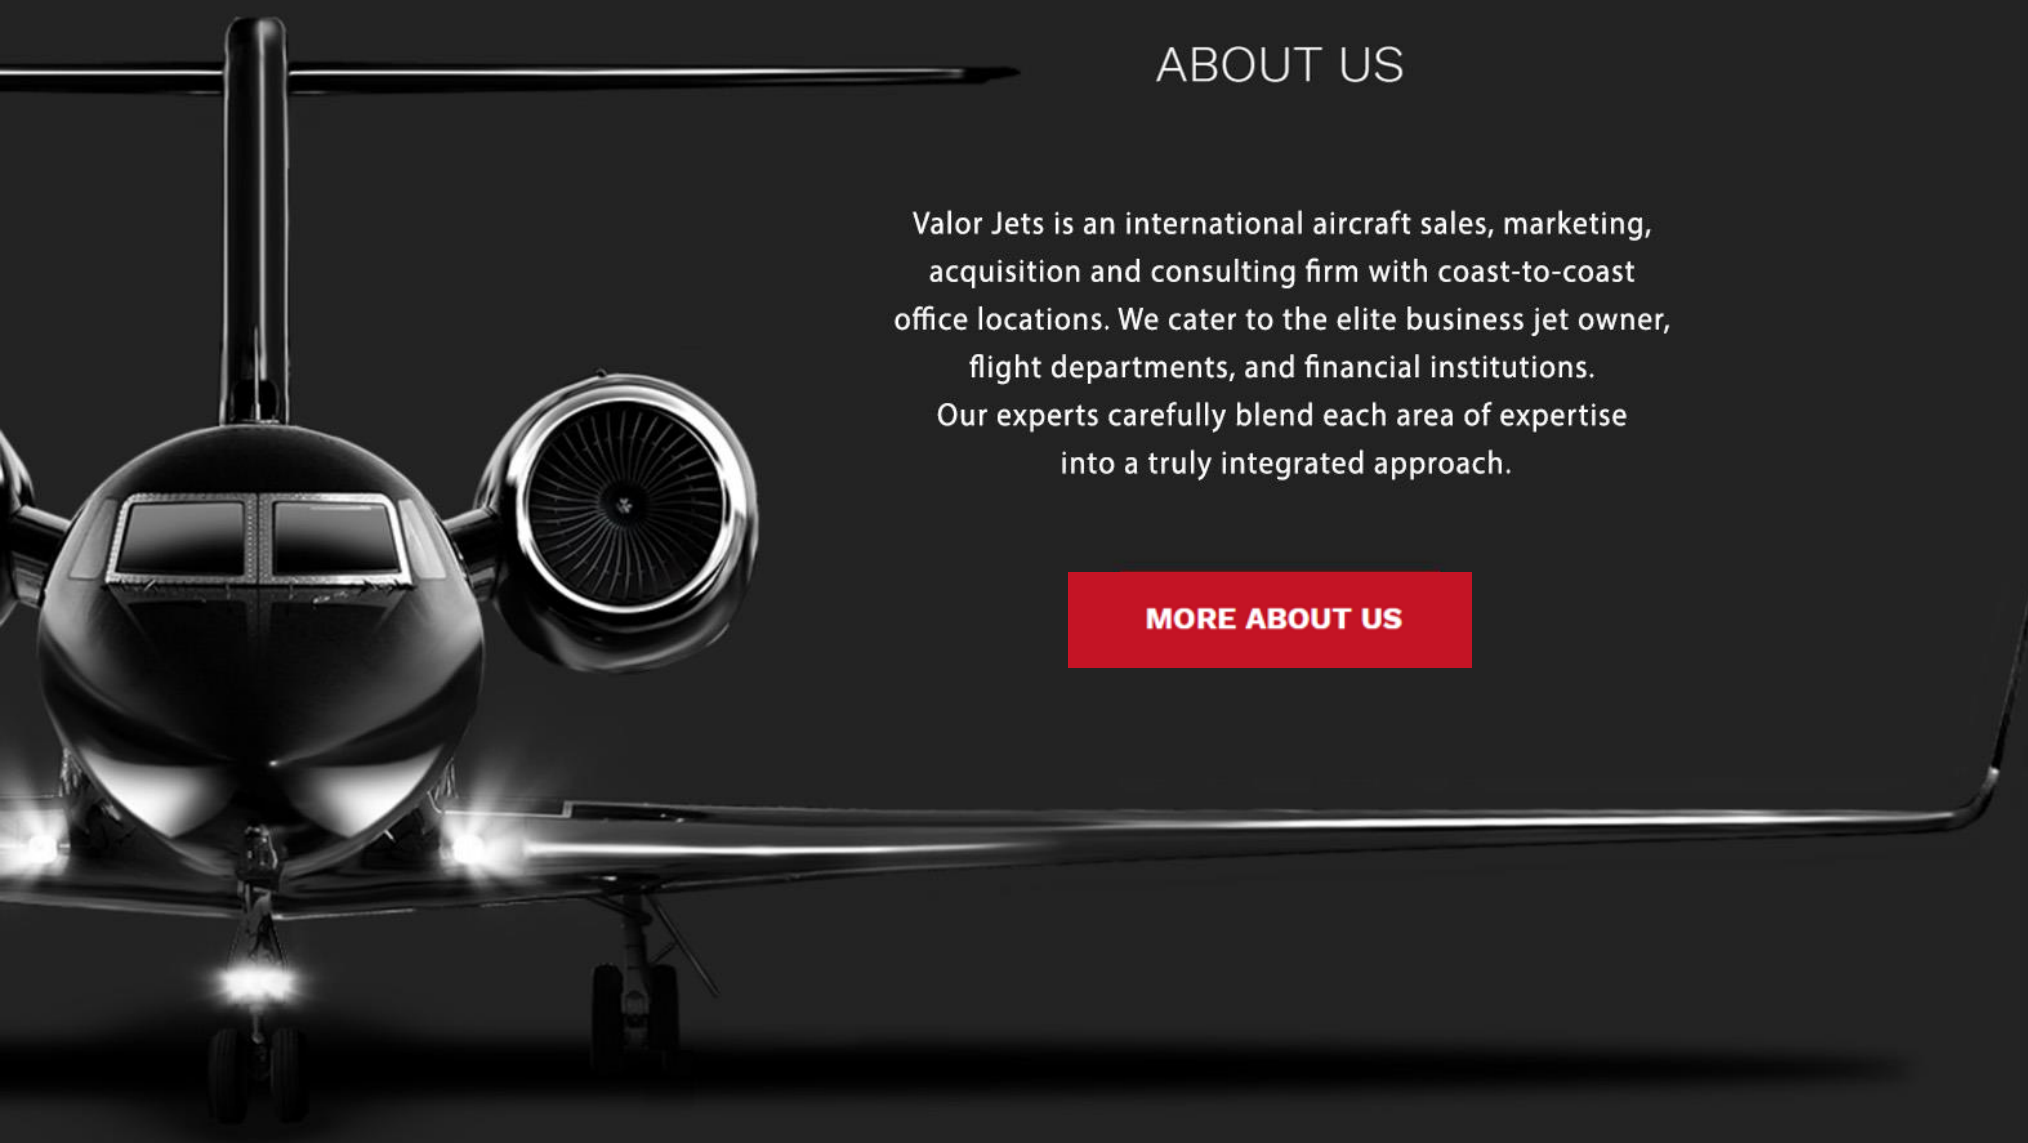 ABOUT US
Valor Jets is an international aircraft sales, marketing,
acquisition and consulting firm with coast-to-coast
office locations. We cater to the elite business jet owner,
flight departments, and financial institutions.
Our experts carefully blend each area of expertise
into a truly integrated approach.
MORE ABOUT US